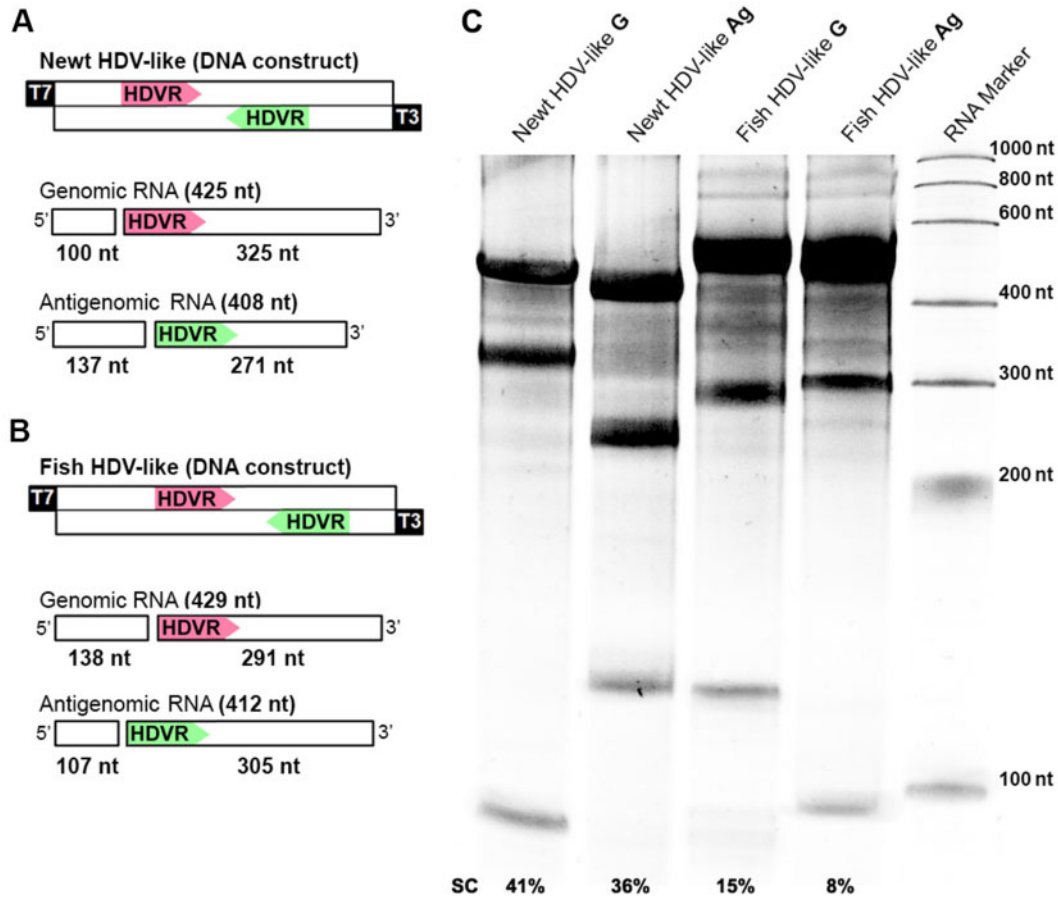 A
Newt HDV-like (DNA construct)
T7
HDVR
HDVR
T3
Genomic RNA (425 nt)
5’
HDVR
3’
100 nt
325 nt
Antigenomic RNA (408 nt)
5’
HDVR
3’
137 nt
271 nt
B
Fish HDV-like (DNA construct)
T7
HDVR
HDVR
T3
Genomic RNA (429 nt)
5’
HDVR
3’
138 nt
291 nt
Antigenomic RNA (412 nt)
5’
HDVR
3’
107 nt
305 nt
C
Newt HDV-like G
Newt HDV-like Ag
Fish HDV-like G
Fish HDV-like Ag
RNA Marker
1000 nt
800 nt
600 nt
400 nt
300 nt
200 nt
100 nt
SC 41% 36% 15% 8%